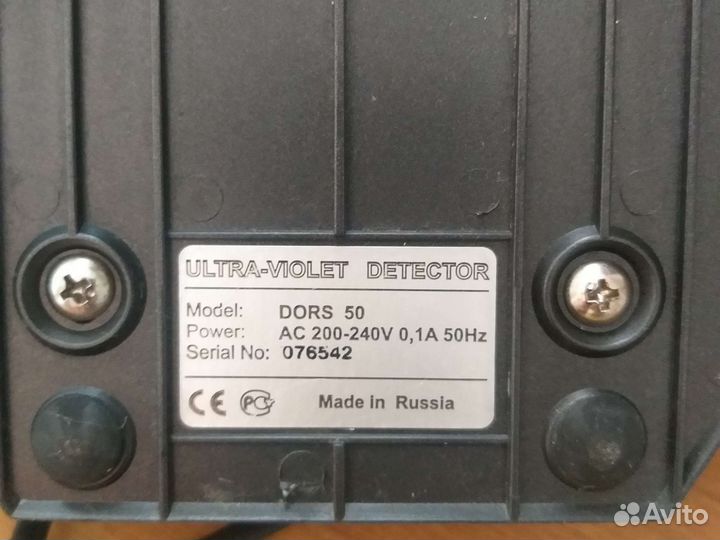 ULTRA-VIOLET DETECTOR
Model: DORS 50
Power: AC 200-240V 0,1A 50Hz
Serial No: 076542
CE РС Made in Russia
Avito